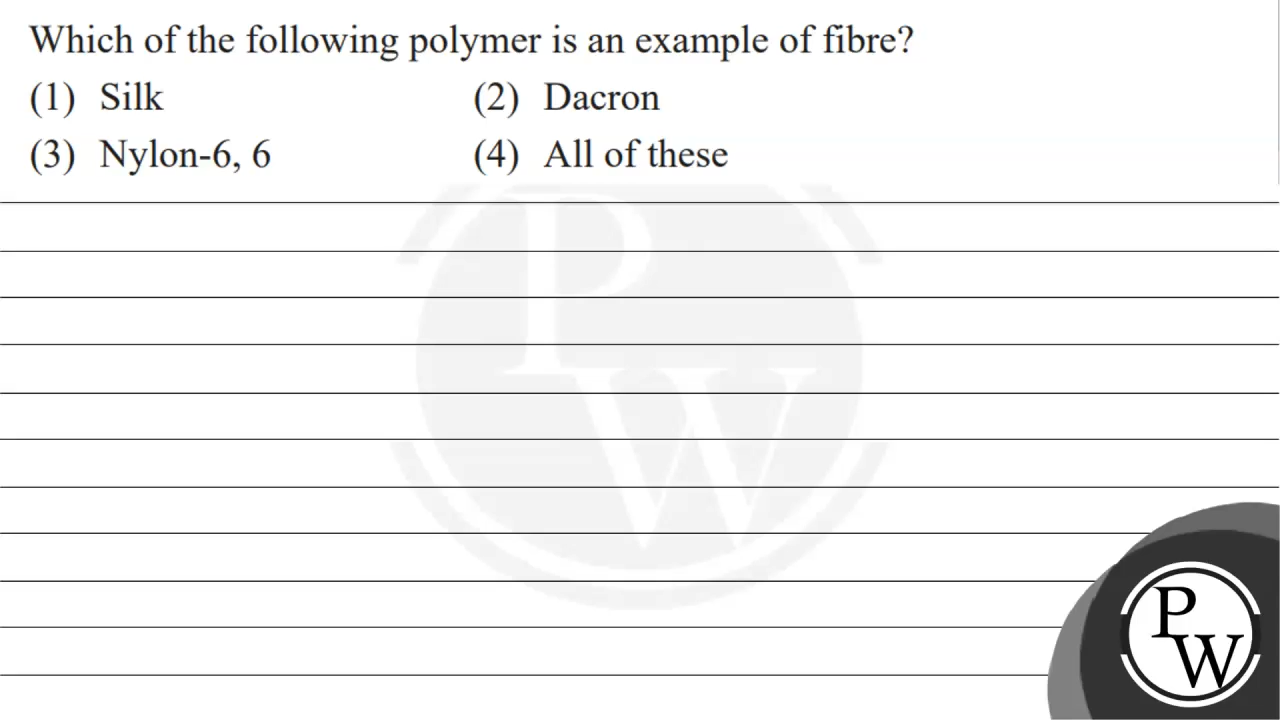 Which of the following polymer is an example of fibre?
(1) Silk (2) Dacron
(3) Nylon-6, 6 (4) All of these
PW
PW